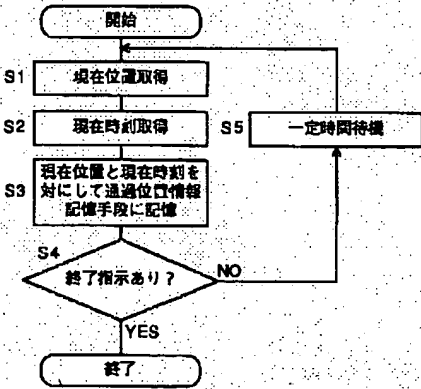 開始
S1 現在位置取得
S2 現在時刻取得
S5 一定時間待機
S3 現在位置と現在時刻を
対にして通過位置情報
記憶手段に記憶
S4
終了指示あり？
NO
YES
終了